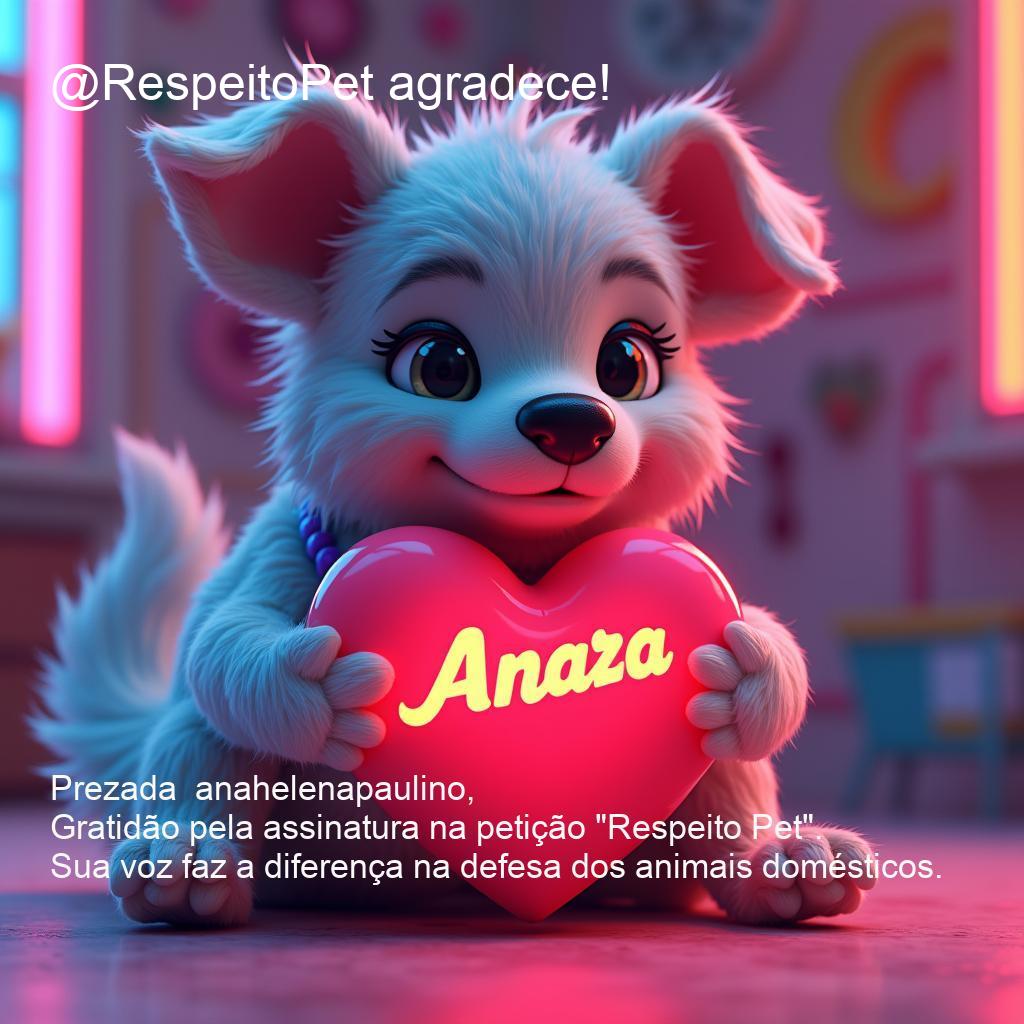 @RespeitoPet agradece!
Anaza
Prezada  anahelenapaulino,
Gratidão pela assinatura na petição "Respeito Pet".
Sua voz faz a diferença na defesa dos animais domésticos.